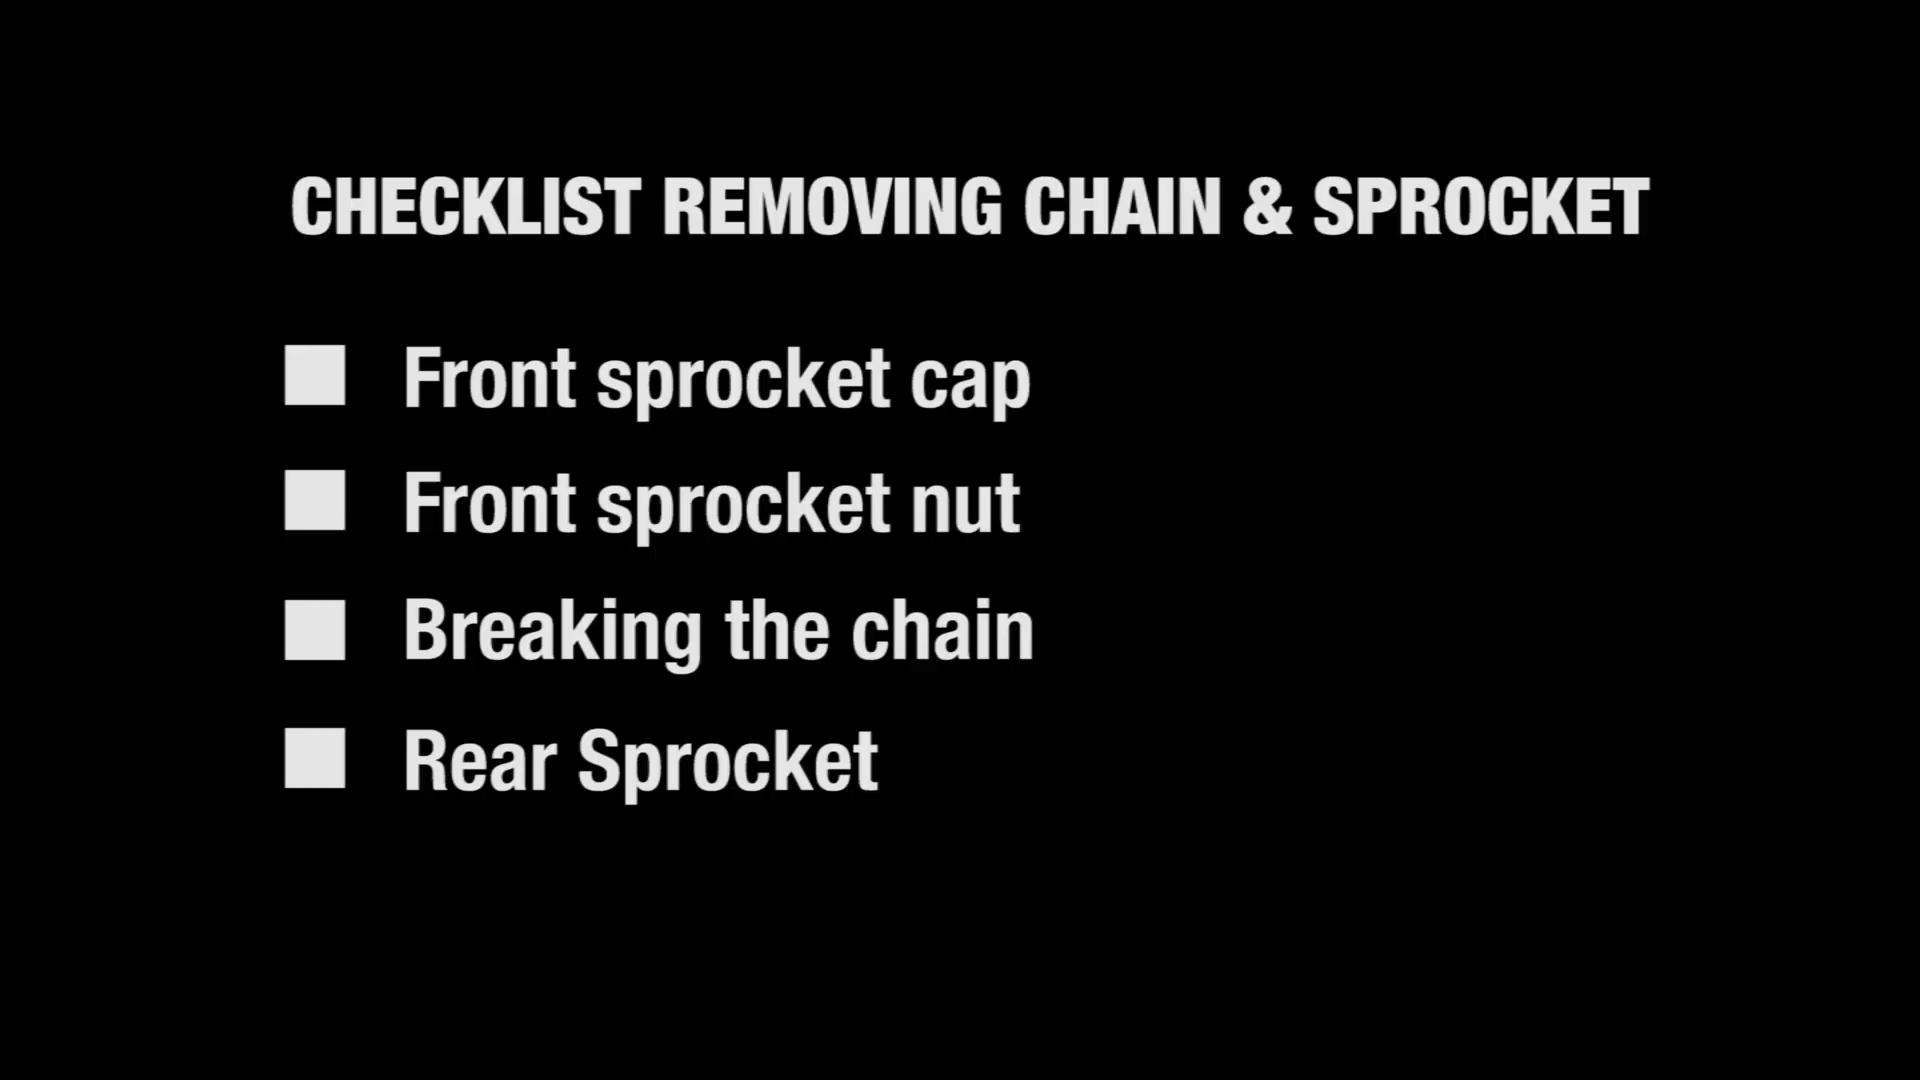 CHECKLIST REMOVING CHAIN & SPROCKET
Front sprocket cap
Front sprocket nut
Breaking the chain
Rear Sprocket